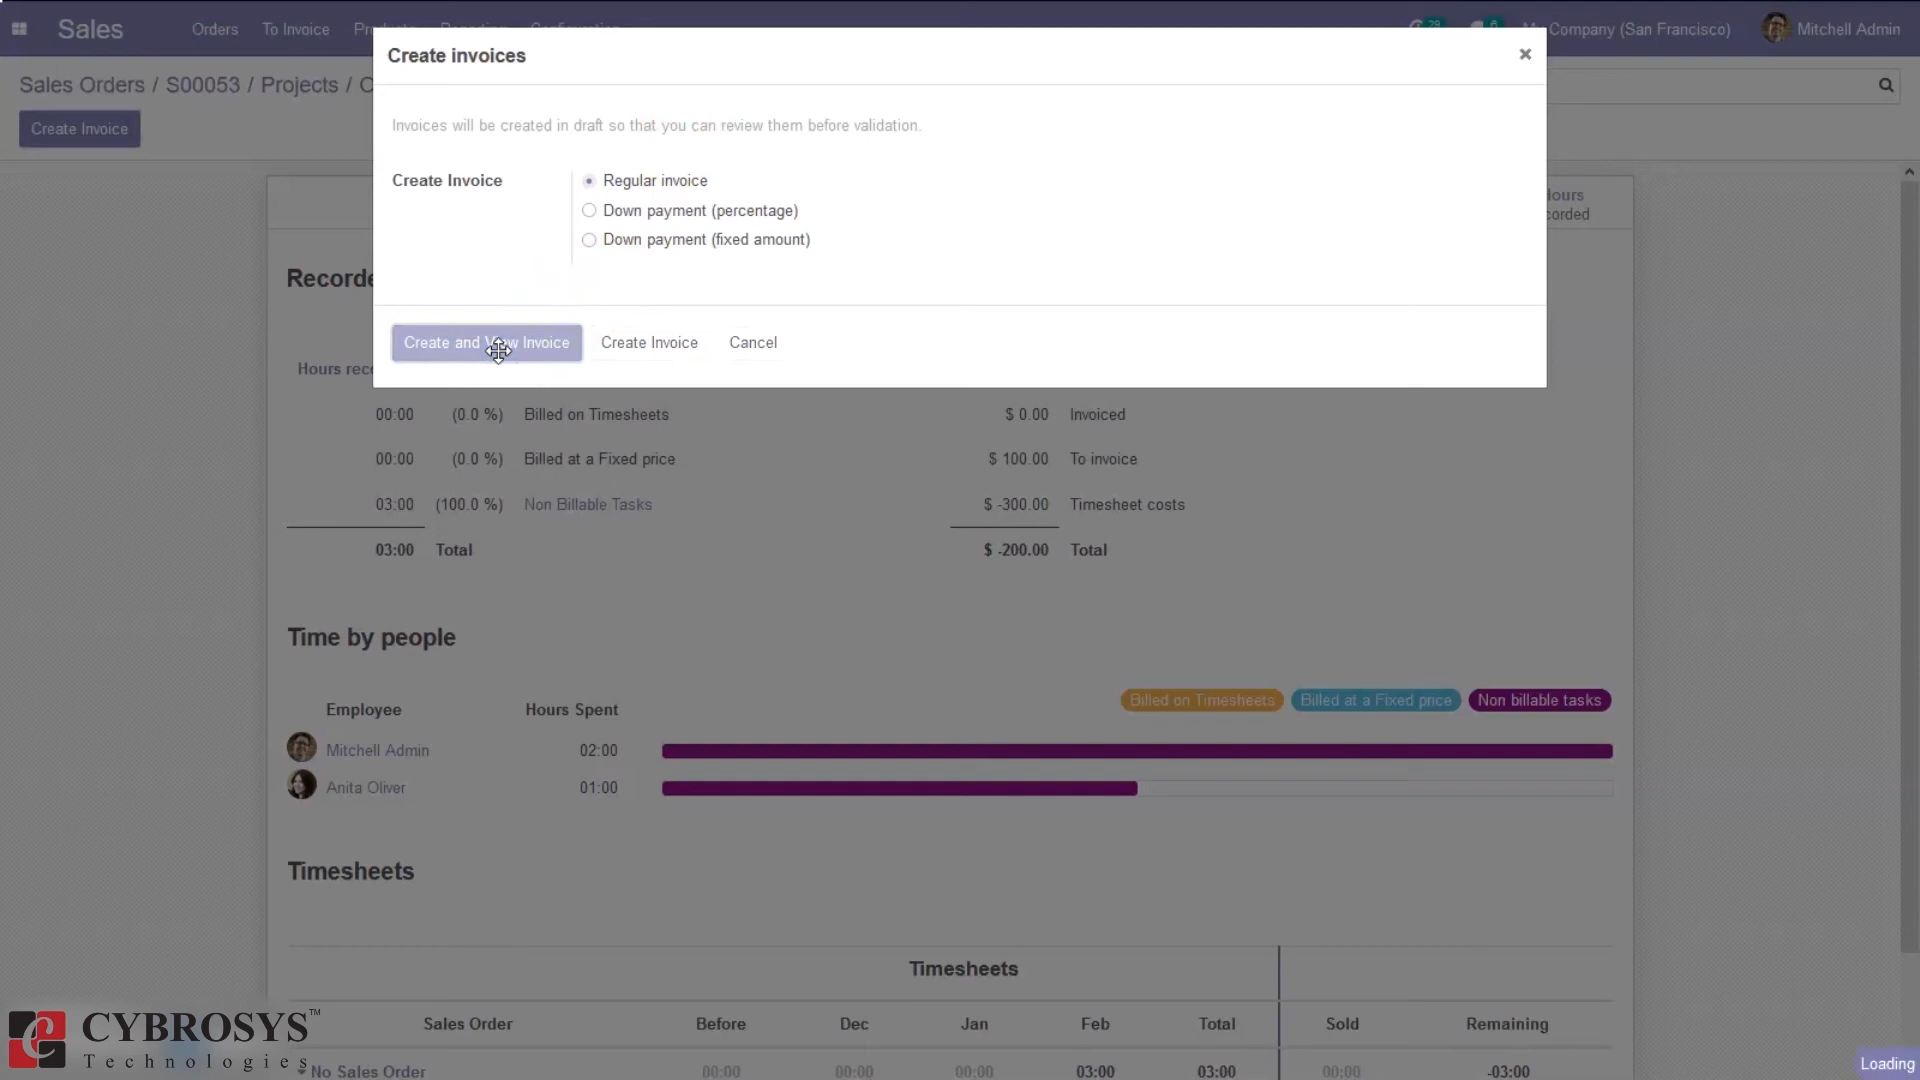 Sales Orders To Invoice 29 6 Company (San Francisco) Mitchell Admin
Create invoices
Sales Orders / S00053 / Projects /
Create Invoice
Invoices will be created in draft so that you can review them before validation.
Create Invoice
Regular invoice
Down payment (percentage)
Down payment (fixed amount)
Create and View Invoice Create Invoice Cancel
00:00 (0.0 %) Billed on Timesheets $ 0.00 Invoiced
00:00 (0.0 %) Billed at a Fixed price $ 100.00 To invoice
03:00 (100.0 %) Non Billable Tasks $ -300.00 Timesheet costs
03:00 Total $ -200.00 Total
Time by people
Billed on Timesheets Billed at a Fixed price Non billable tasks
Employee Hours Spent
Mitchell Admin 02:00
Anita Oliver 01:00
Timesheets
Timesheets
Sales Order Before Dec Jan Feb Total Sold Remaining
No Sales Order 00:00 00:00 00:00 03:00 03:00 00:00 -03:00
CYBROSYS™
Technologies
Loading